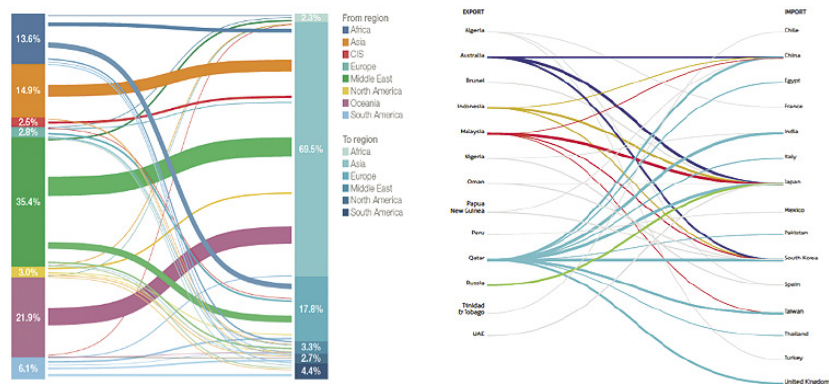 13.6%
14.9%
2.5%
2.8%
35.4%
3.0%
21.9%
6.1%
2.3%
69.5%
17.8%
3.3%
2.7%
4.4%
From region
Africa
Asia
CIS
Europe
Middle East
North America
Oceania
South America
To region
Africa
Asia
Europe
Middle East
North America
South America
EXPORT
Algeria
Australia
Brunei
Indonesia
Malaysia
Nigeria
Oman
Papua
New Guinea
Peru
Qatar
Russia
Trinidad
& Tobago
UAE
IMPORT
Chile
China
Egypt
France
India
Italy
Japan
Mexico
Pakistan
South Korea
Spain
Taiwan
Thailand
Turkey
United Kingdom